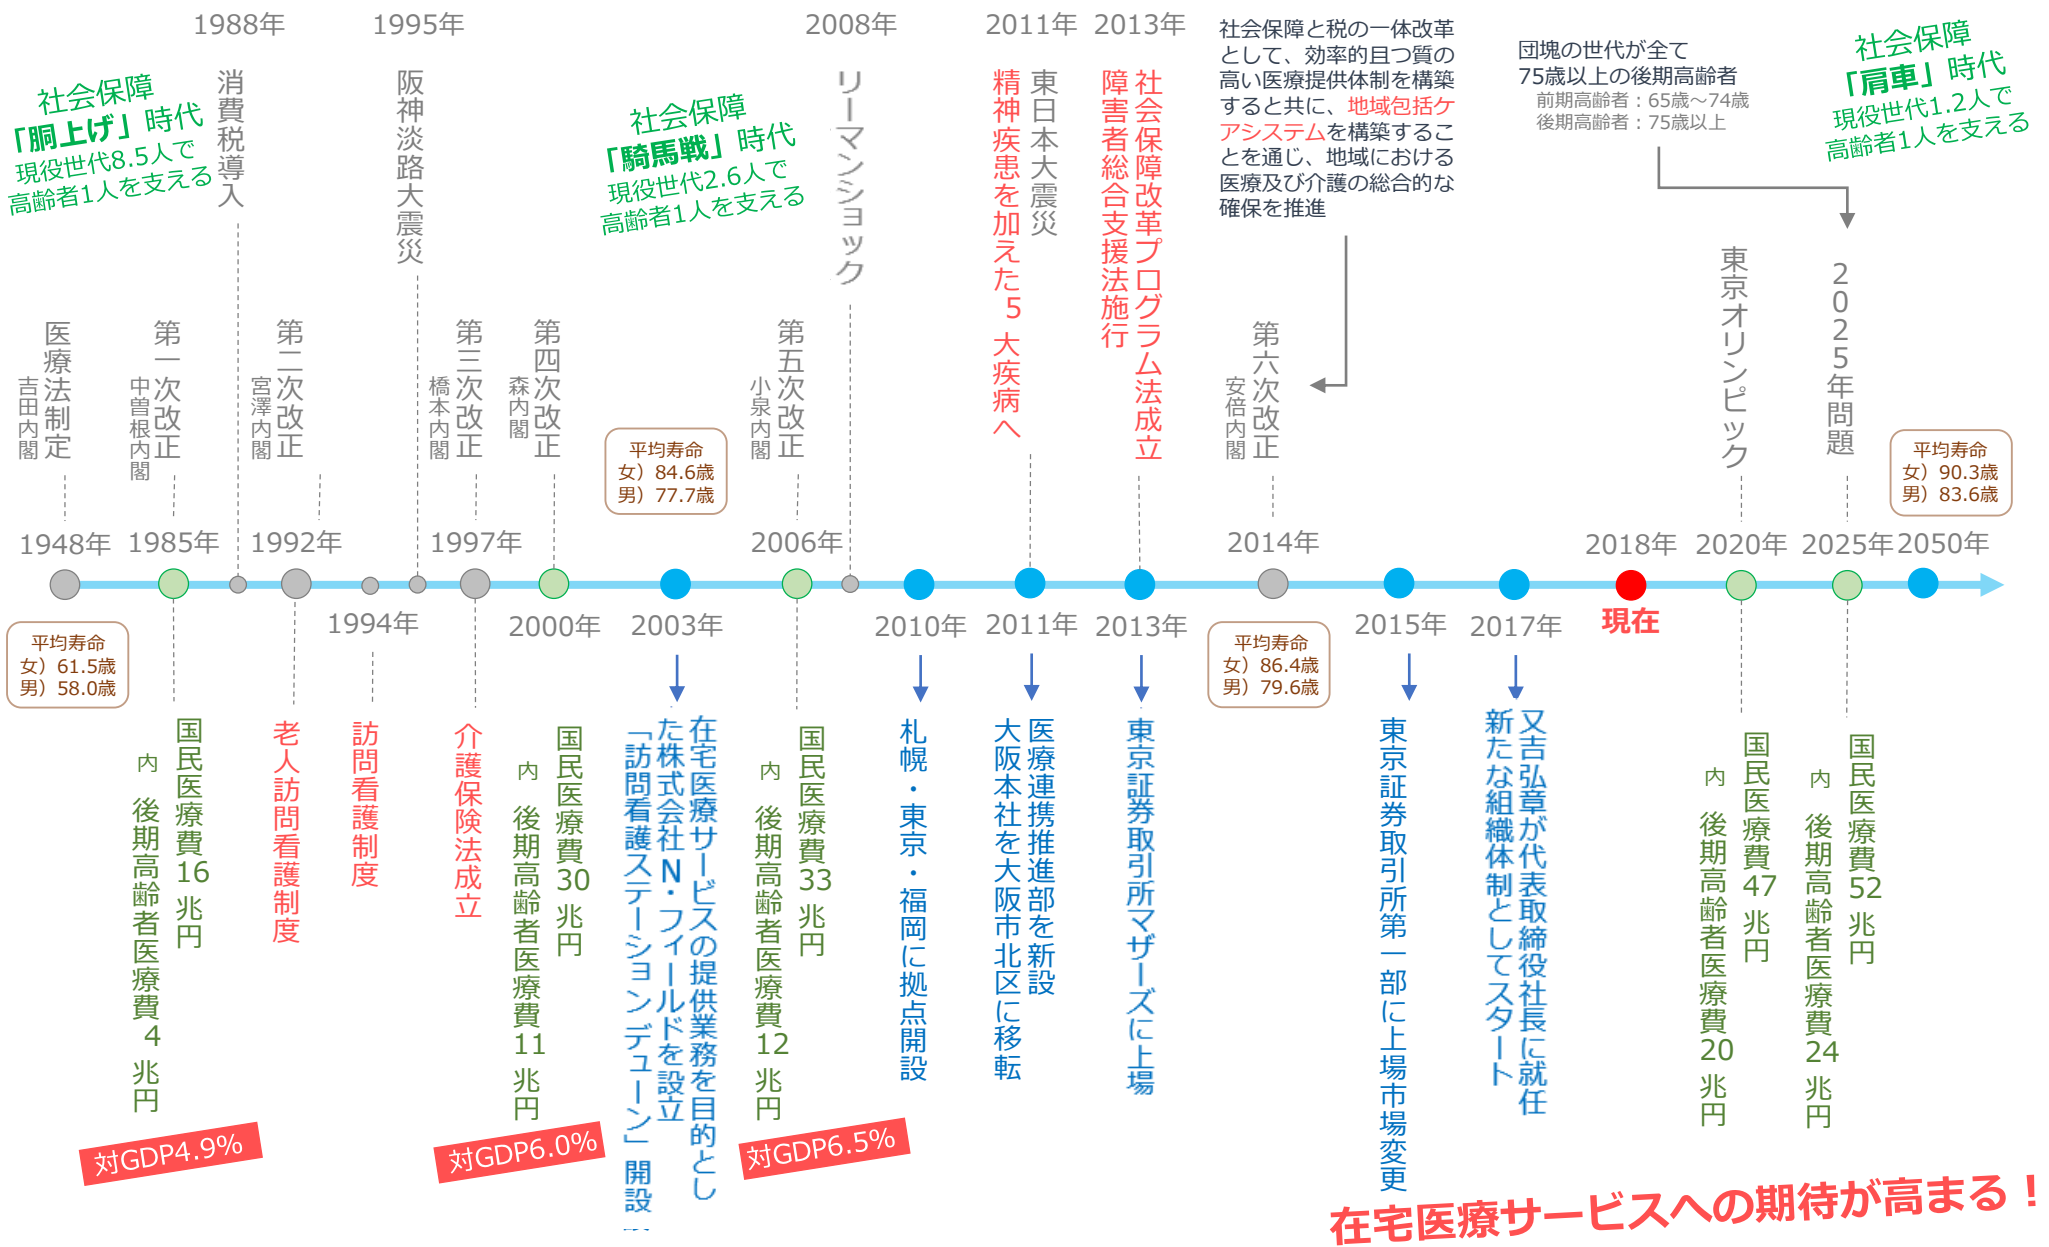 1988年
1995年
2008年
2011年
2013年
社会保障
「胴上げ」時代
現役世代8.5人で
高齢者1人を支える
消費税導入
阪神淡路大震災
社会保障
「騎馬戦」時代
現役世代2.6人で
高齢者1人を支える
リーマンショック
東日本大震災
精神疾患を加えた5大疾病へ
社会保障改革プログラム法成立
障害者総合支援法施行
社会保障と税の一体改革
として、効率的且つ質の
高い医療提供体制を構築
すると共に、地域包括ケ
アシステムを構築するこ
とを通じ、地域における
医療及び介護の総合的な
確保を推進
団塊の世代が全て
75歳以上の後期高齢者
前期高齢者：65歳～74歳
後期高齢者：75歳以上
社会保障
「肩車」時代
現役世代1.2人で
高齢者1人を支える
医療法制定
吉田内閣
第一次改正
中曽根内閣
第二次改正
宮澤内閣
第三次改正
橋本内閣
第四次改正
森内閣
平均寿命
女）84.6歳
男）77.7歳
第五次改正
小泉内閣
第六次改正
安倍内閣
東京オリンピック
2025年問題
平均寿命
女）90.3歳
男）83.6歳
1948年
1985年
1992年
1997年
2006年
2014年
2018年
2020年
2025年
2050年
現在
1994年
2000年
2003年
2010年
2011年
2013年
2015年
2017年
平均寿命
女）61.5歳
男）58.0歳
平均寿命
女）86.4歳
男）79.6歳
国民医療費16兆円
内 後期高齢者医療費4兆円
老人訪問看護制度
訪問看護制度
介護保険法成立
国民医療費30兆円
内 後期高齢者医療費11兆円
在宅医療サービスの提供業務を目的とし
た株式会社N・フィールドを設立
「訪問看護ステーションデューン」開設
国民医療費33兆円
内 後期高齢者医療費12兆円
札幌・東京・福岡に拠点開設
医療連携推進部を新設
大阪本社を大阪市北区に移転
東京証券取引所マザーズに上場
東京証券取引所第一部に上場市場変更
又吉弘章が代表取締役社長に就任
新たな組織体制としてスタート
国民医療費47兆円
内 後期高齢者医療費20兆円
国民医療費52兆円
内 後期高齢者医療費24兆円
対GDP4.9%
対GDP6.0%
対GDP6.5%
在宅医療サービスへの期待が高まる！